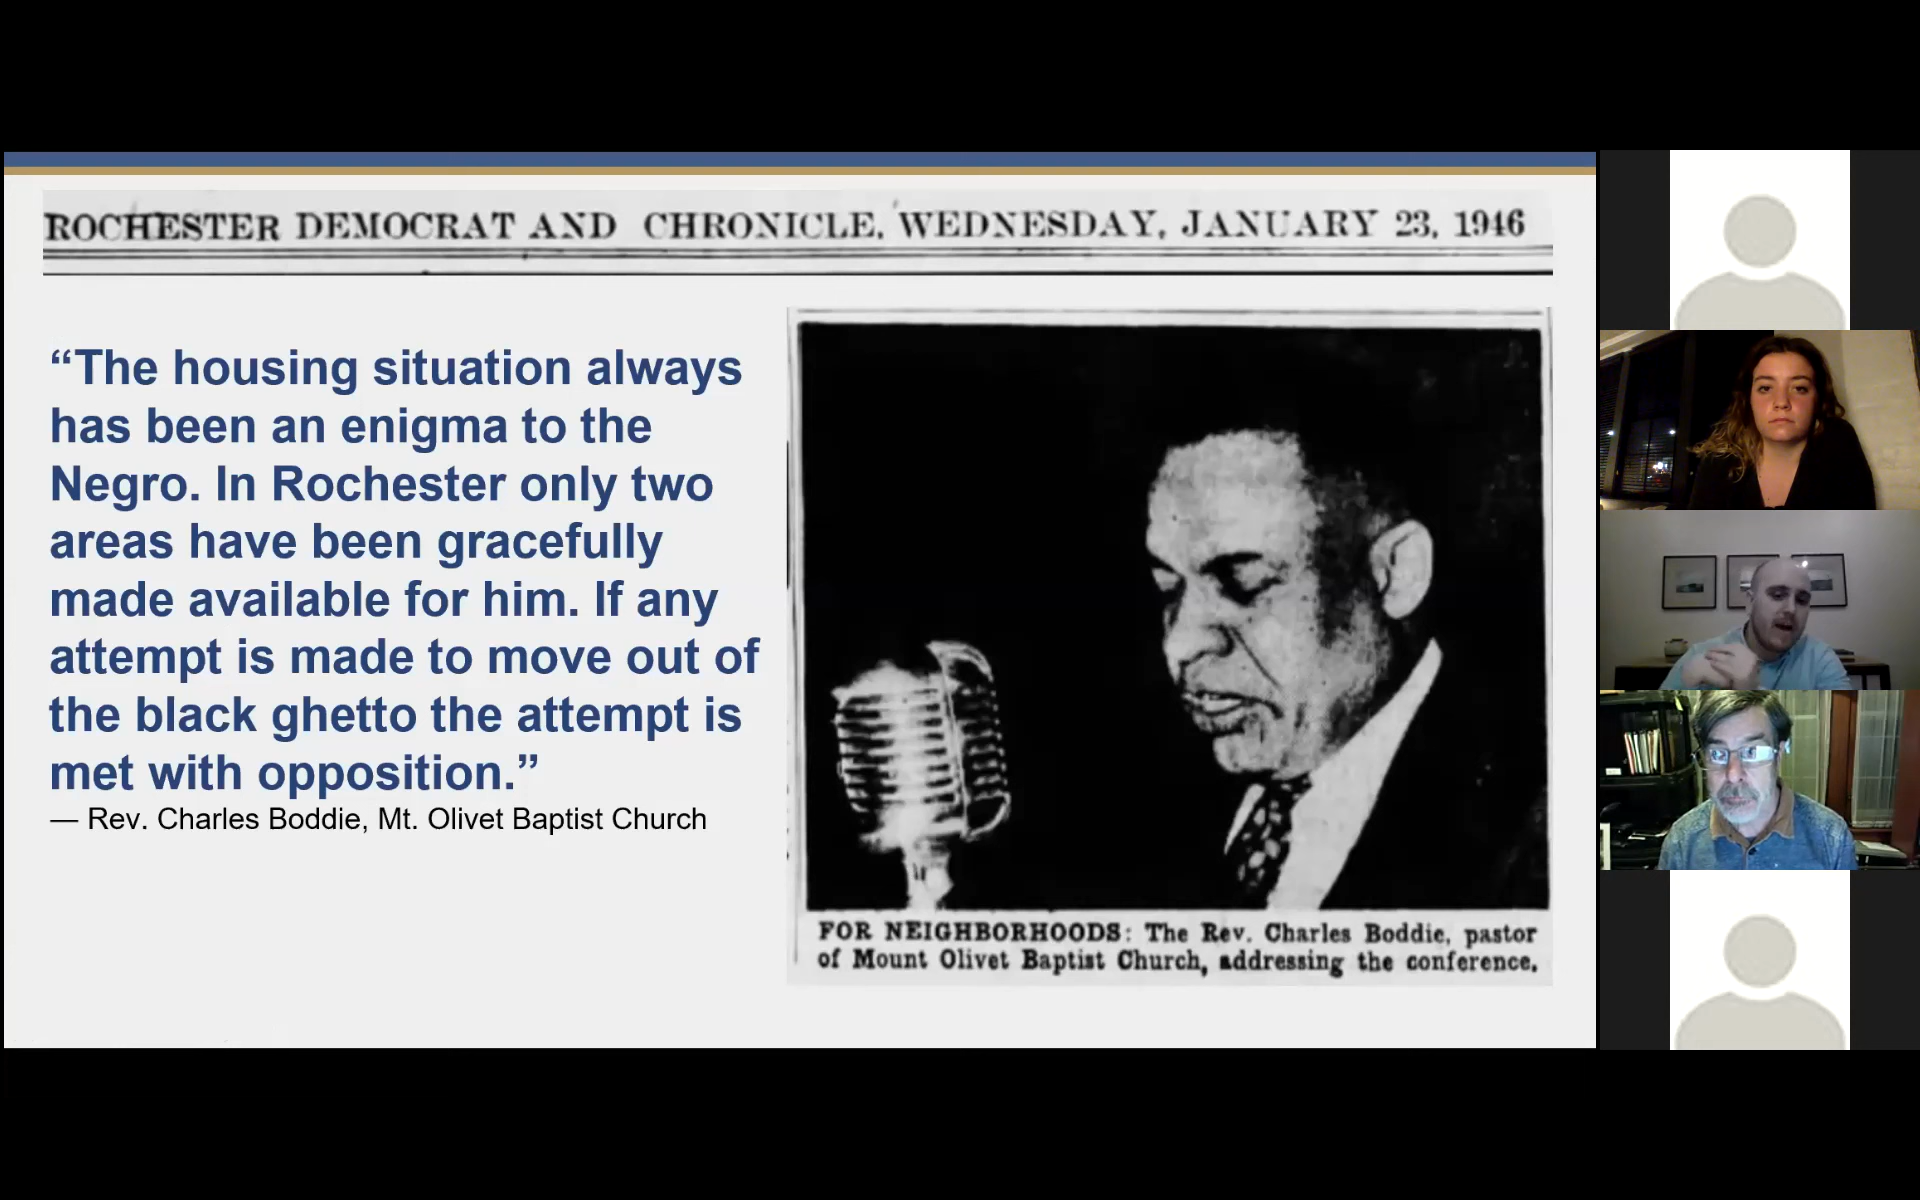 ROCHESTER DEMOCRAT AND CHRONICLE, WEDNESDAY, JANUARY 23, 1946
“The housing situation always
has been an enigma to the
Negro. In Rochester only two
areas have been gracefully
made available for him. If any
attempt is made to move out of
the black ghetto the attempt is
met with opposition.”
— Rev. Charles Boddie, Mt. Olivet Baptist Church
FOR NEIGHBORHOODS: The Rev. Charles Boddie, pastor
of Mount Olivet Baptist Church, addressing the conference.